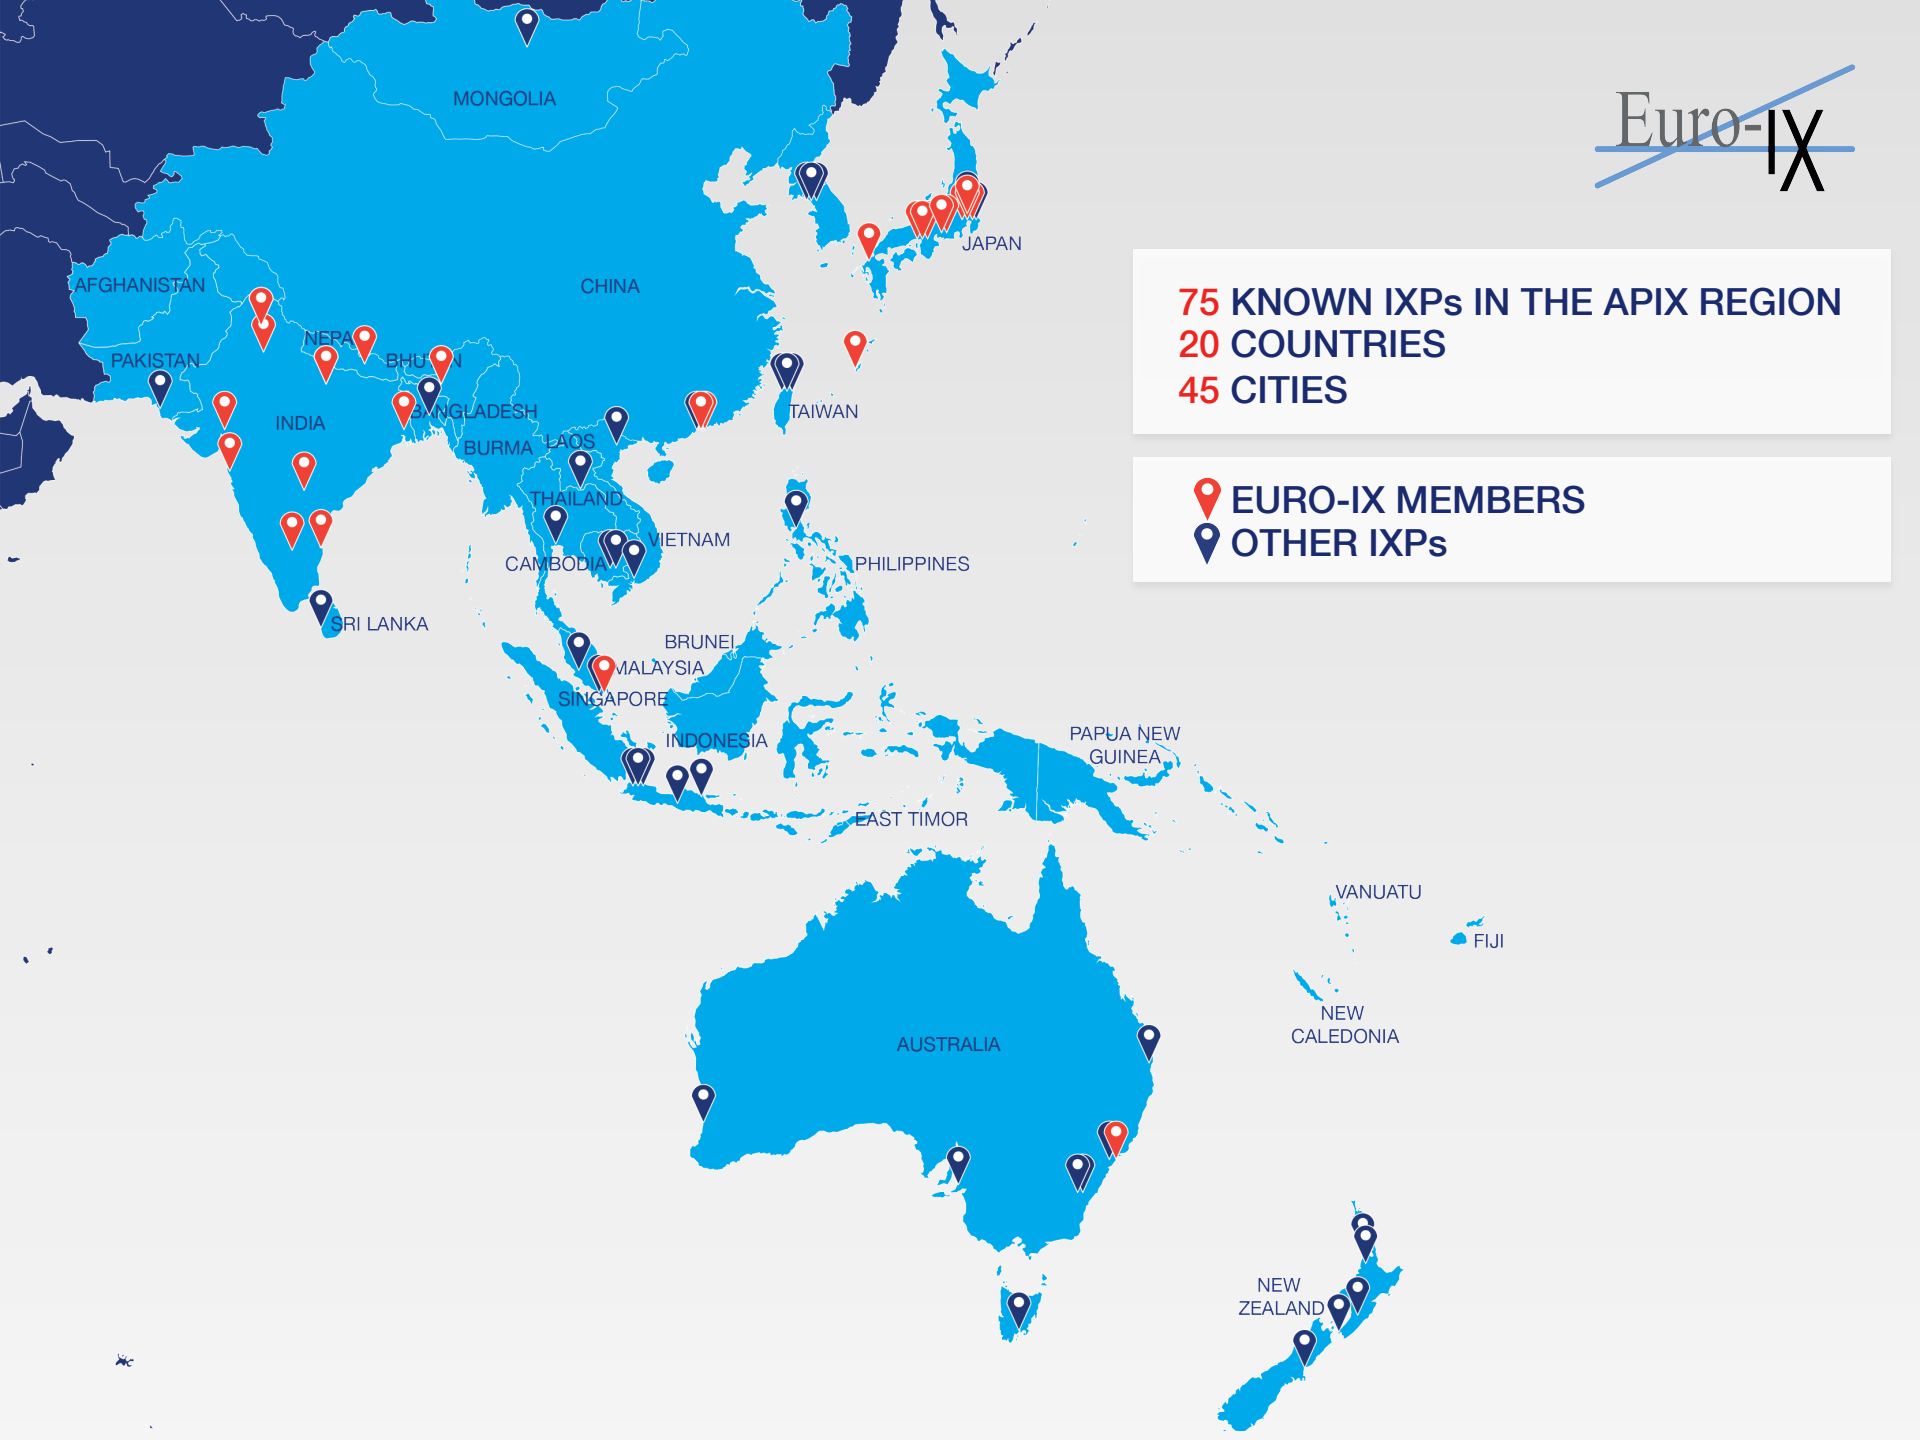 MONGOLIA
Euro-IX
JAPAN
AFGHANISTAN
CHINA
75 KNOWN IXPs IN THE APIX REGION
20 COUNTRIES
45 CITIES
NEPA
PAKISTAN
BHUTAN
INDIA
BANGLADESH
TAIWAN
BURMA
LAOS
THAILAND
EURO-IX MEMBERS
OTHER IXPs
VIETNAM
CAMBODIA
PHILIPPINES
SRI LANKA
BRUNEI
MALAYSIA
SINGAPORE
INDONESIA
PAPUA NEW
GUINEA
EAST TIMOR
VANUATU
FIJI
NEW
CALEDONIA
AUSTRALIA
NEW
ZEALAND